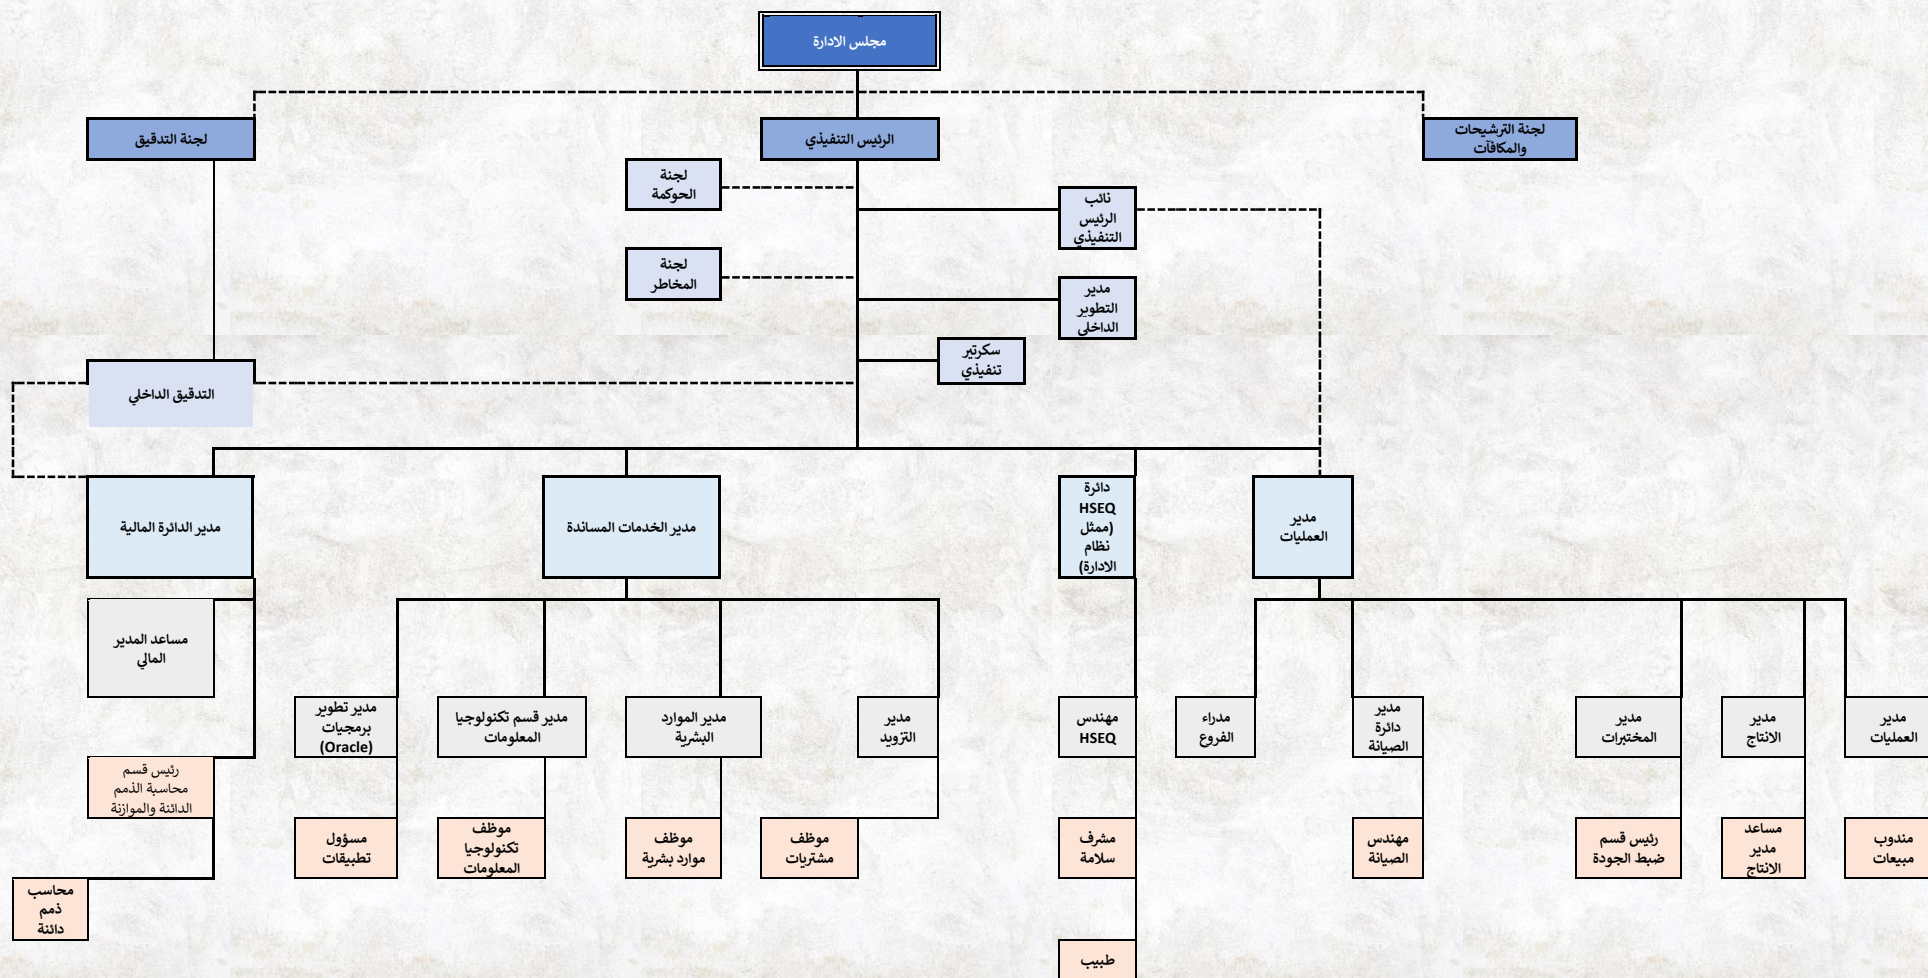 مجلس الادارة
لجنة الترشيحات
والمكافآت
الرئيس التنفيذي
لجنة التدقيق
نائب
الرئيس
التنفيذي
لجنة
الحوكمة
مدير
التطوير
الداخلي
لجنة
المخاطر
سكرتير
تنفيذي
التدقيق الداخلي
مدير
العمليات
دائرة
HSEQ
(ممثل
نظام
الادارة)
مدير الخدمات المساندة
مدير الدائرة المالية
مساعد المدير
المالي
مدير
العمليات
مدير
الانتاج
مدير
المختبرات
مدير
دائرة
الصيانة
مدراء
الفروع
مهندس
HSEQ
مدير
التزويد
مدير الموارد
البشرية
مدير قسم تكنولوجيا
المعلومات
مدير تطوير
برمجيات
(Oracle)
رئيس قسم
محاسبة الذمم
الدائنة والموازنة
مندوب
مبيعات
مساعد
مدير
الانتاج
رئيس قسم
ضبط الجودة
مهندس
الصيانة
مشرف
سلامة
موظف
مشتريات
موظف
موارد بشرية
موظف
تكنولوجيا
المعلومات
مسؤول
تطبيقات
محاسب
ذمم
دائنة
طبيب